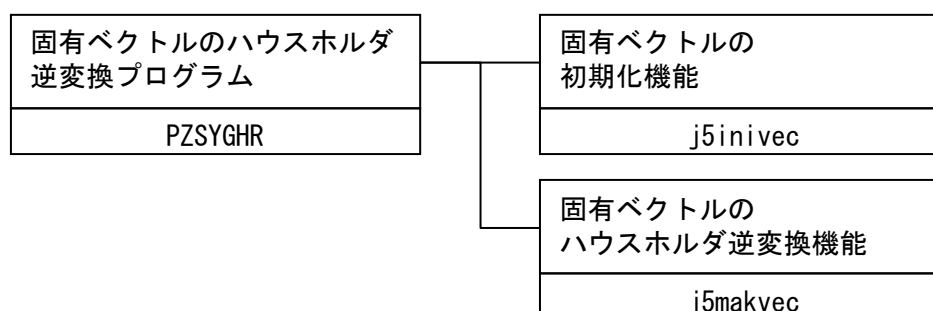 固有ベクトルのハウスホルダ
逆変換プログラム
PZSYGHR
固有ベクトルの
初期化機能
j5inivec
固有ベクトルの
ハウスホルダ逆変換機能
j5makvec